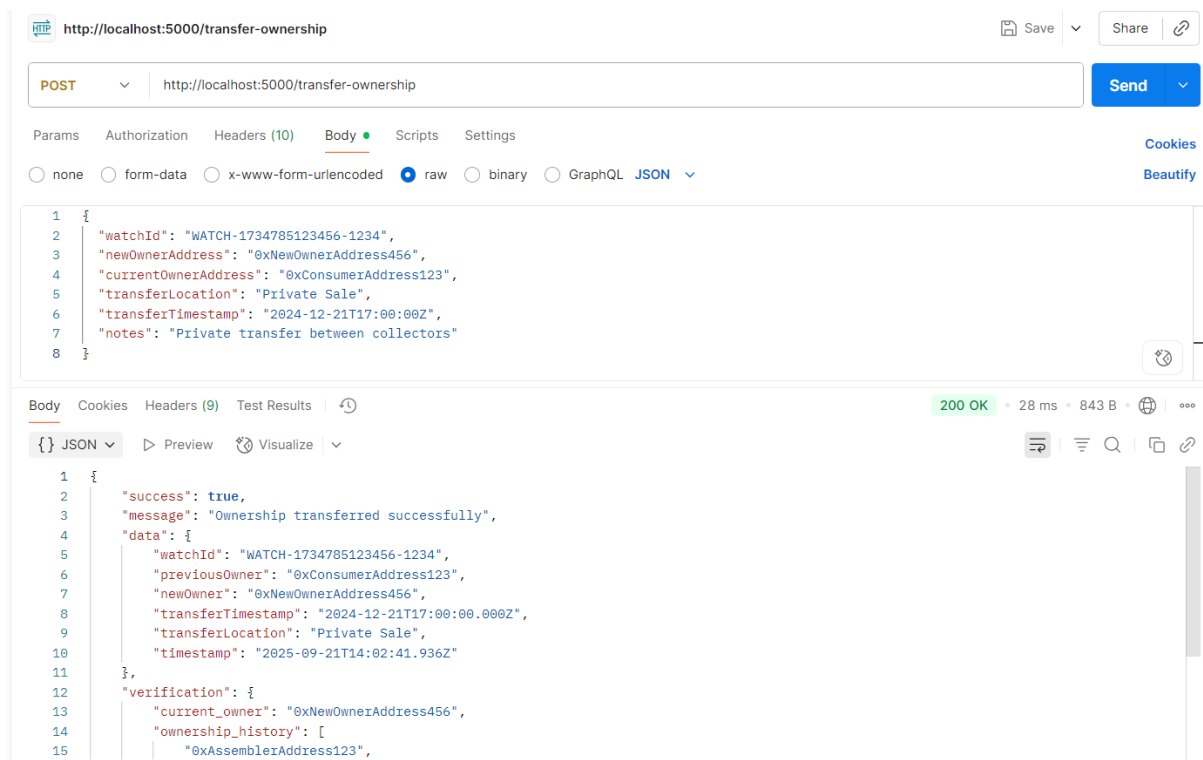 HTTP http://localhost:5000/transfer-ownership Save Share
POST http://localhost:5000/transfer-ownership Send
Params Authorization Headers (10) Body Scripts Settings Cookies
none form-data x-www-form-urlencoded raw binary GraphQL JSON Beautify
1 {
2 "watchId": "WATCH-1734785123456-1234",
3 "newOwnerAddress": "0xNewOwnerAddress456",
4 "currentOwnerAddress": "0xConsumerAddress123",
5 "transferLocation": "Private Sale",
6 "transferTimestamp": "2024-12-21T17:00:00Z",
7 "notes": "Private transfer between collectors"
8 }
Body Cookies Headers (9) Test Results 200 OK 28 ms 843 B
{} JSON Preview Visualize
1 {
2 "success": true,
3 "message": "Ownership transferred successfully",
4 "data": {
5 "watchId": "WATCH-1734785123456-1234",
6 "previousOwner": "0xConsumerAddress123",
7 "newOwner": "0xNewOwnerAddress456",
8 "transferTimestamp": "2024-12-21T17:00:00.000Z",
9 "transferLocation": "Private Sale",
10 "timestamp": "2025-09-21T14:02:41.936Z"
11 },
12 "verification": {
13 "current_owner": "0xNewOwnerAddress456",
14 "ownership_history": [
15 "0xAssemblerAddress123",